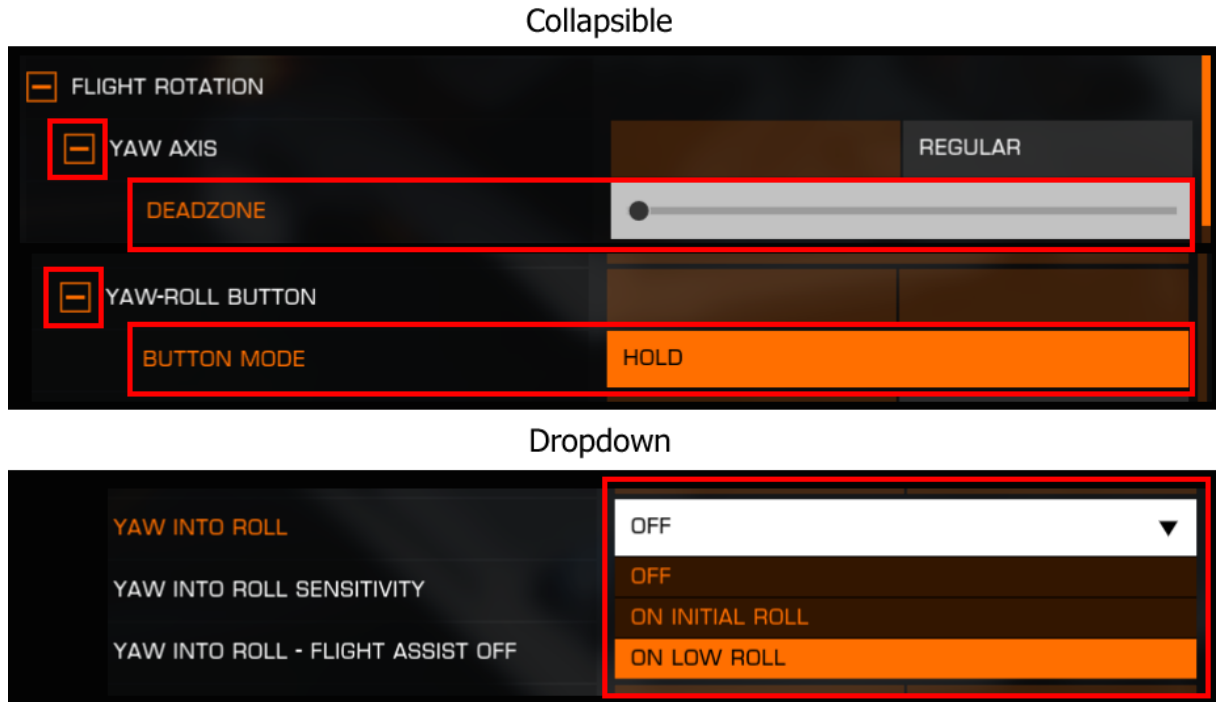 Collapsible
FLIGHT ROTATION
YAW AXIS REGULAR
DEADZONE
YAW-ROLL BUTTON
BUTTON MODE HOLD
Dropdown
YAW INTO ROLL OFF
OFF
YAW INTO ROLL SENSITIVITY
ON INITIAL ROLL
YAW INTO ROLL - FLIGHT ASSIST OFF
ON LOW ROLL